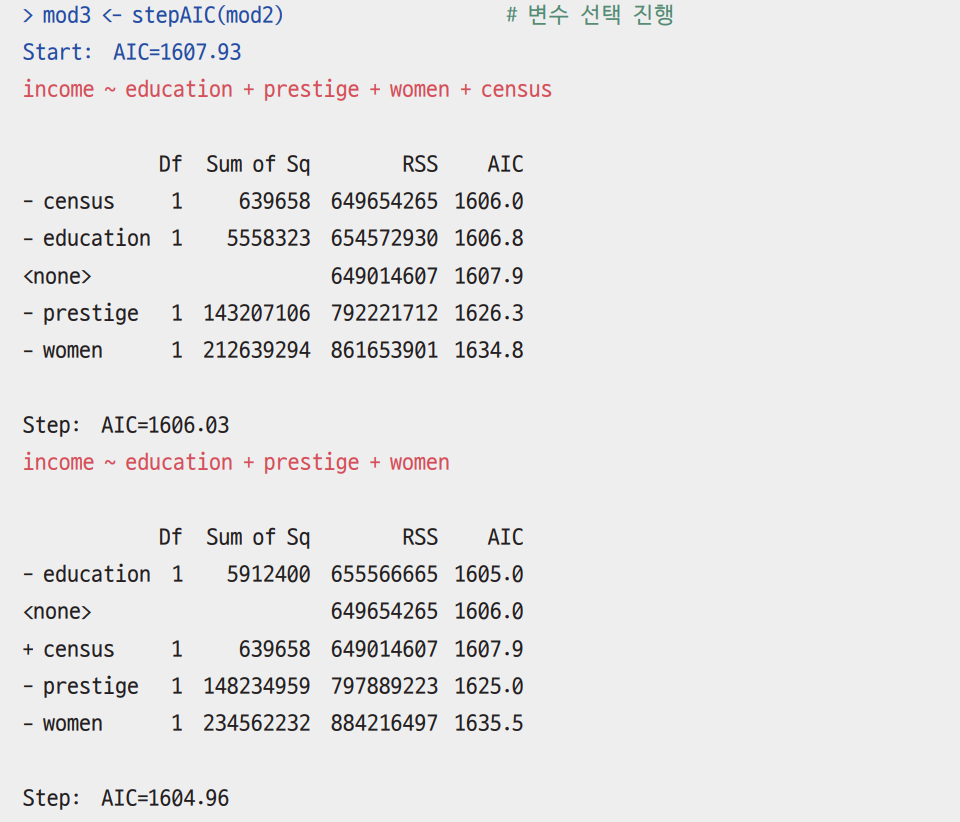 > mod3 <- stepAIC(mod2) # 변수 선택 진행
Start: AIC=1607.93
income ~ education + prestige + women + census
Df Sum of Sq RSS AIC
- census 1 639658 649654265 1606.0
- education 1 5558323 654572930 1606.8
<none> 649014607 1607.9
- prestige 1 143207106 792221712 1626.3
- women 1 212639294 861653901 1634.8
Step: AIC=1606.03
income ~ education + prestige + women
Df Sum of Sq RSS AIC
- education 1 5912400 655566665 1605.0
<none> 649654265 1606.0
+ census 1 639658 649014607 1607.9
- prestige 1 148234959 797889223 1625.0
- women 1 234562232 884216497 1635.5
Step: AIC=1604.96